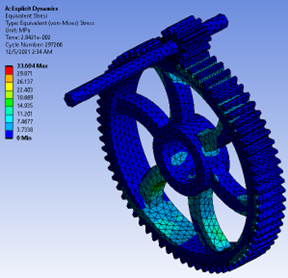 A: Explicit Dynamics
Equivalent Stress
Type: Equivalent (von-Mises) Stress
Unit: MPa
Time: 2.8421e-002
Cycle Number: 297266
12/5/2021 2:34 AM
33.604 Max
29.871
26.137
22.403
18.669
14.935
11.201
7.4677
3.7338
0 Min